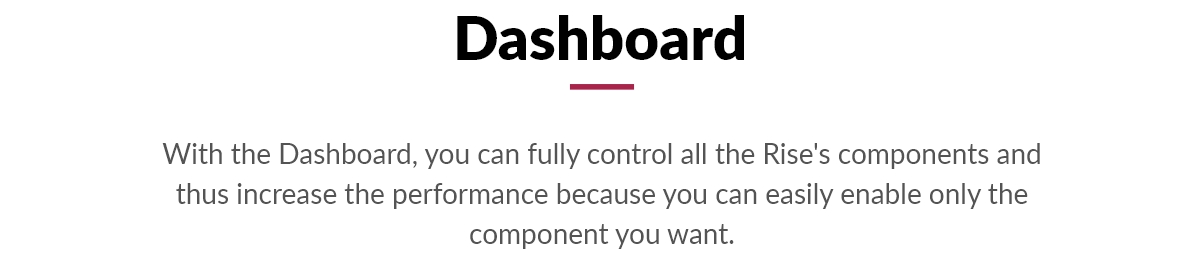 Dashboard
With the Dashboard, you can fully control all the Rise's components and
thus increase the performance because you can easily enable only the
component you want.